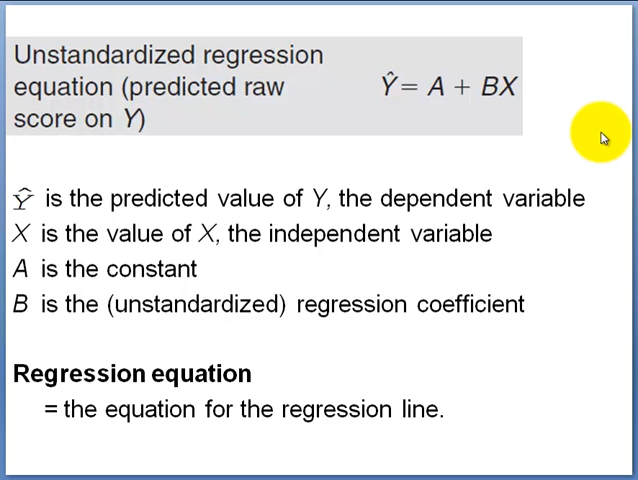 Unstandardized regression
equation (predicted raw
score on Y)
Ŷ = A + BX
Ŷ is the predicted value of Y, the dependent variable
X is the value of X, the independent variable
A is the constant
B is the (unstandardized) regression coefficient
Regression equation
= the equation for the regression line.